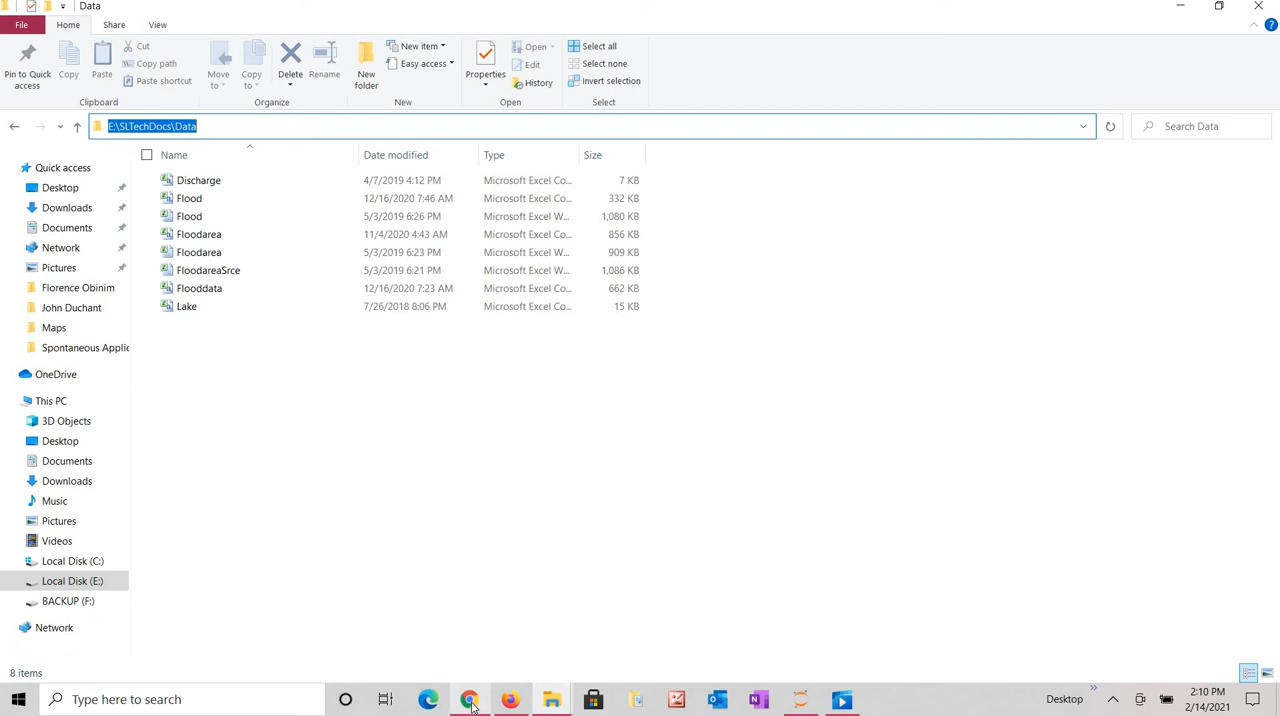 Data
File Home Share View
Pin to Quick access
Copy
Paste
Cut
Copy path
Paste shortcut
Clipboard
Move to
Copy to
Delete
Rename
Organize
New folder
New item
Easy access
New
Properties
Open
Edit
History
Open
Select all
Select none
Invert selection
Select
E:\SLTechDocs\Data
Search Data
Name Date modified Type Size
Discharge 4/7/2019 4:12 PM Microsoft Excel Co... 7 KB
Flood 12/16/2020 7:46 AM Microsoft Excel Co... 332 KB
Flood 5/3/2019 6:26 PM Microsoft Excel W... 1,080 KB
Floodarea 11/4/2020 4:43 AM Microsoft Excel Co... 856 KB
Floodarea 5/3/2019 6:23 PM Microsoft Excel W... 909 KB
FloodareaSrce 5/3/2019 6:21 PM Microsoft Excel W... 1,086 KB
Flooddata 12/16/2020 7:23 AM Microsoft Excel Co... 662 KB
Lake 7/26/2018 8:06 PM Microsoft Excel Co... 15 KB
Quick access
Desktop
Downloads
Documents
Network
Pictures
Florence Obinim
John Duchant
Maps
Spontaneous Applic
OneDrive
This PC
3D Objects
Desktop
Documents
Downloads
Music
Pictures
Videos
Local Disk (C:)
Local Disk (E:)
BACKUP (F:)
Network
8 items
Type here to search
Desktop
2:10 PM
2/14/2021